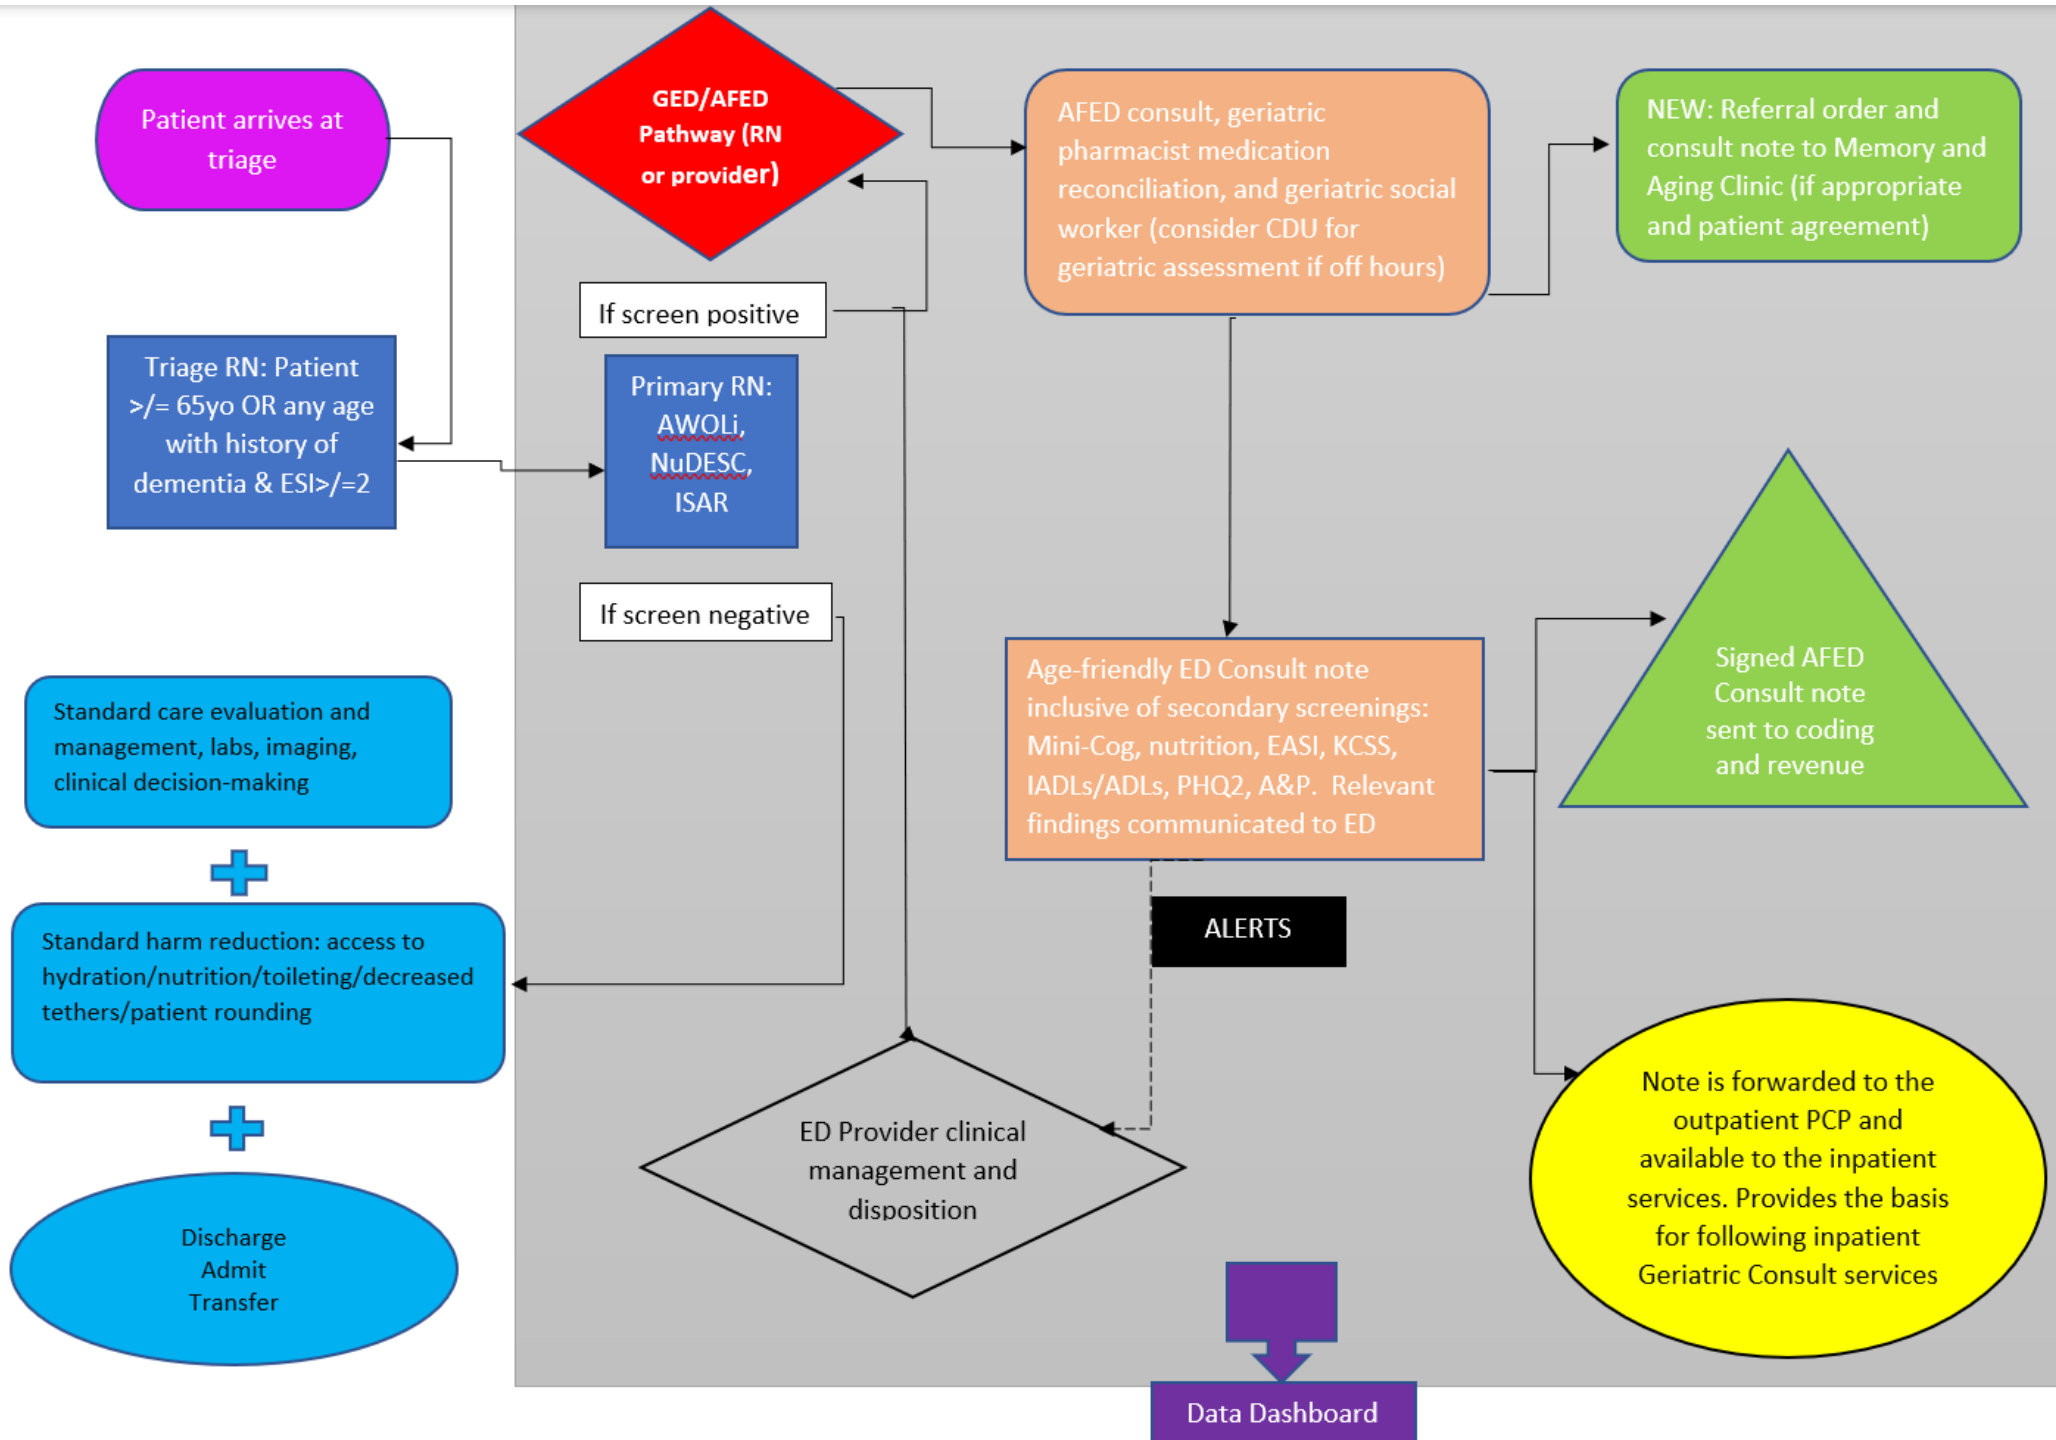 Patient arrives at
triage
GED/AFED
Pathway (RN
or provider)
AFED consult, geriatric
pharmacist medication
reconciliation, and geriatric social
worker (consider CDU for
geriatric assessment if off hours)
NEW: Referral order and
consult note to Memory and
Aging Clinic (if appropriate
and patient agreement)
If screen positive
Triage RN: Patient
>/= 65yo OR any age
with history of
dementia & ESI>/=2
Primary RN:
AWOLi,
NuDESC,
ISAR
If screen negative
Age-friendly ED Consult note
inclusive of secondary screenings:
Mini-Cog, nutrition, EASI, KCSS,
IADLs/ADLs, PHQ2, A&P.  Relevant
findings communicated to ED
Signed AFED
Consult note
sent to coding
and revenue
Standard care evaluation and
management, labs, imaging,
clinical decision-making
ALERTS
Standard harm reduction: access to
hydration/nutrition/toileting/decreased
tethers/patient rounding
ED Provider clinical
management and
disposition
Note is forwarded to the
outpatient PCP and
available to the inpatient
services. Provides the basis
for following inpatient
Geriatric Consult services
Discharge
Admit
Transfer
Data Dashboard